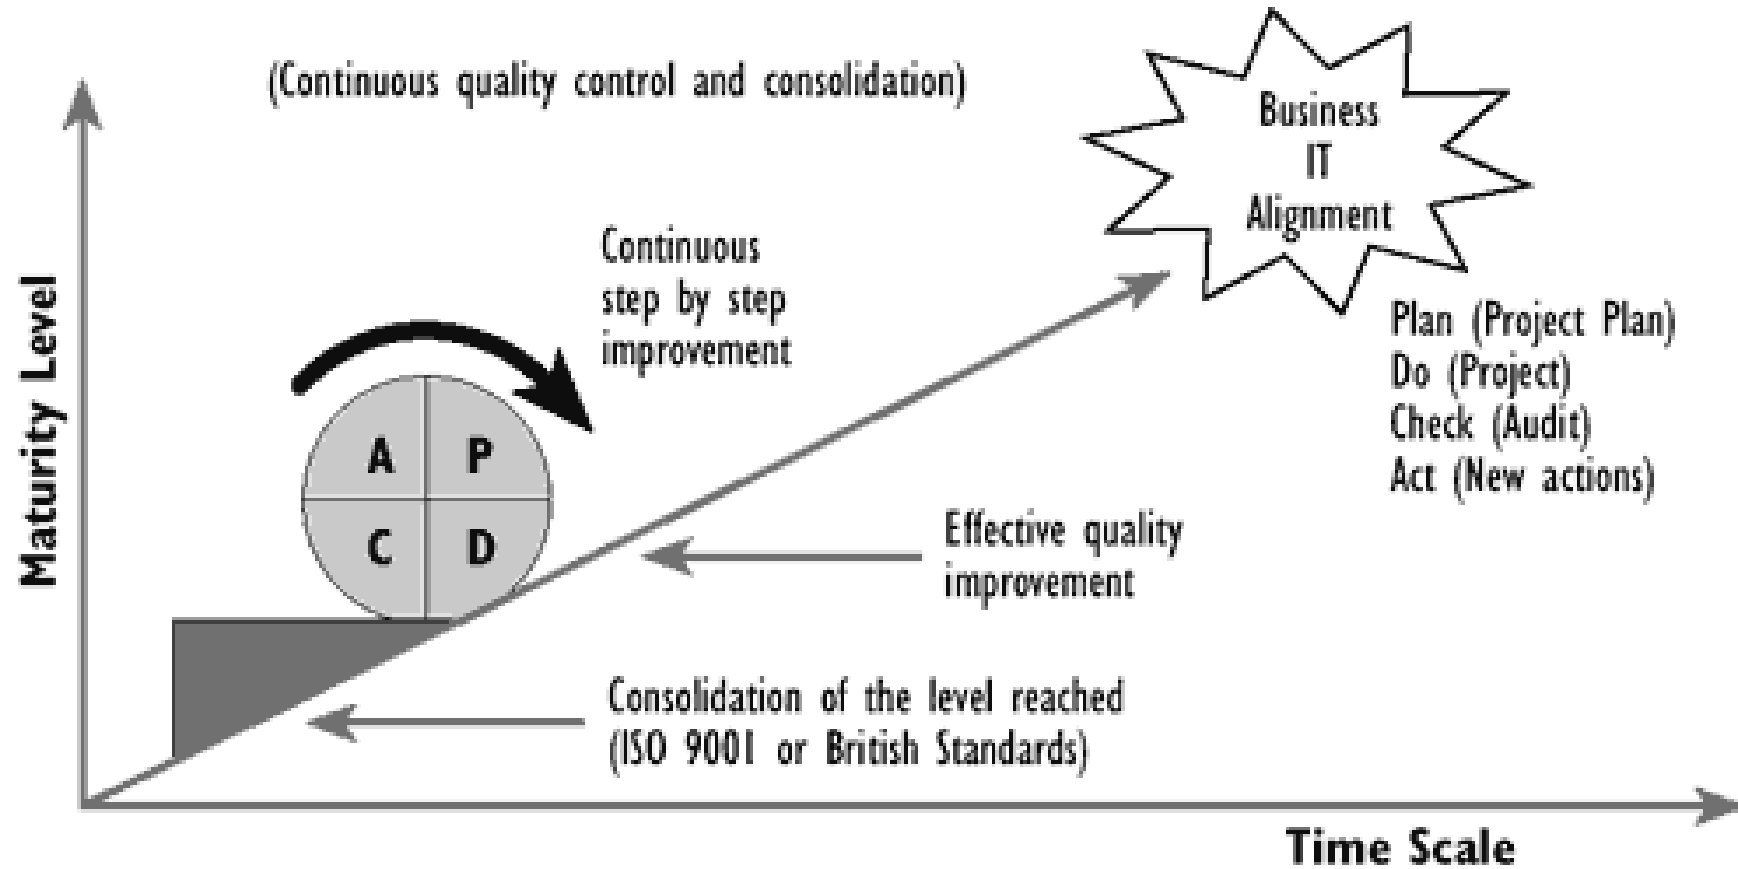 (Continuous quality control and consolidation)
Business
IT
Alignment
Continuous
step by step
improvement
Plan (Project Plan)
Do (Project)
Check (Audit)
Act (New actions)
Maturity Level
A P
C D
Effective quality
improvement
Consolidation of the level reached
(ISO 9001 or British Standards)
Time Scale